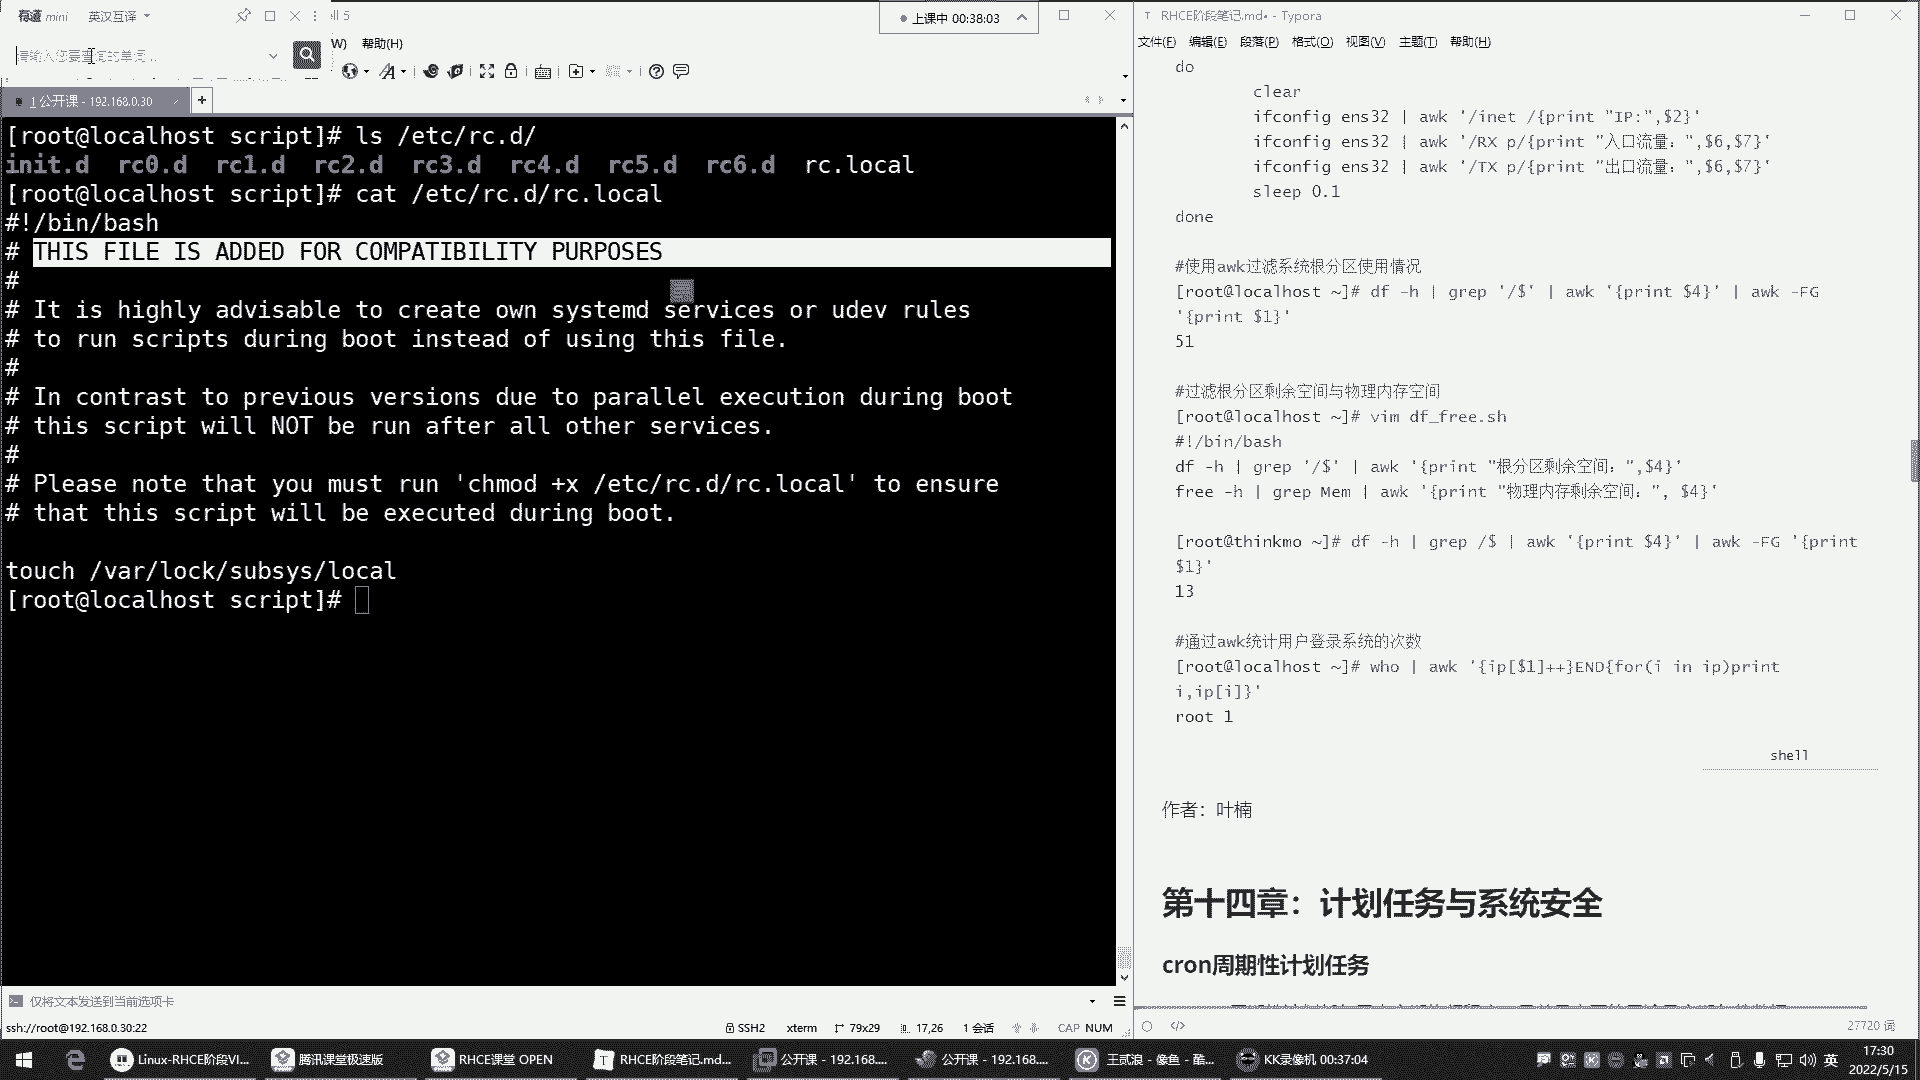 有道 mini 英汉互译
请输入您要查询的单词...
ll 5
上课中 00:38:03
W) 帮助(H)
1 公开课 - 192.168.0.30
[root@localhost script]# ls /etc/rc.d/
init.d rc0.d rc1.d rc2.d rc3.d rc4.d rc5.d rc6.d rc.local
[root@localhost script]# cat /etc/rc.d/rc.local
#!/bin/bash
# THIS FILE IS ADDED FOR COMPATIBILITY PURPOSES
#
# It is highly advisable to create own systemd services or udev rules
# to run scripts during boot instead of using this file.
#
# In contrast to previous versions due to parallel execution during boot
# this script will NOT be run after all other services.
#
# Please note that you must run 'chmod +x /etc/rc.d/rc.local' to ensure
# that this script will be executed during boot.
touch /var/lock/subsys/local
[root@localhost script]#
仅将文本发送到当前选项卡
ssh://root@192.168.0.30:22 SSH2 xterm 79x29 17,26 1 会话 CAP NUM
RHCE阶段笔记.md• - Typora
文件(F) 编辑(E) 段落(P) 格式(O) 视图(V) 主题(T) 帮助(H)
do
clear
ifconfig ens32 | awk '/inet /{print "IP:",$2}'
ifconfig ens32 | awk '/RX p/{print "入口流量：",$6,$7}'
ifconfig ens32 | awk '/TX p/{print "出口流量：",$6,$7}'
sleep 0.1
done
#使用awk过滤系统根分区使用情况
[root@localhost ~]# df -h | grep '/$' | awk '{print $4}' | awk -FG
'{print $1}'
51
#过滤根分区剩余空间与物理内存空间
[root@localhost ~]# vim df_free.sh
#!/bin/bash
df -h | grep '/$' | awk '{print "根分区剩余空间：",$4}'
free -h | grep Mem | awk '{print "物理内存剩余空间：", $4}'
[root@thinkmo ~]# df -h | grep /$ | awk '{print $4}' | awk -FG '{print
$1}'
13
#通过awk统计用户登录系统的次数
[root@localhost ~]# who | awk '{ip[$1]++}END{for(i in ip)print
i,ip[i]}'
root 1
shell
作者：叶楠
第十四章：计划任务与系统安全
cron周期性计划任务
27720 词
Linux-RHCE阶段VI... 腾讯课堂极速版 RHCE课堂 OPEN RHCE阶段笔记.md... 公开课 - 192.168.... 公开课 - 192.168.... 王贰浪 - 像鱼 - 酷... KK录像机 00:37:04
英
17:30
2022/5/15